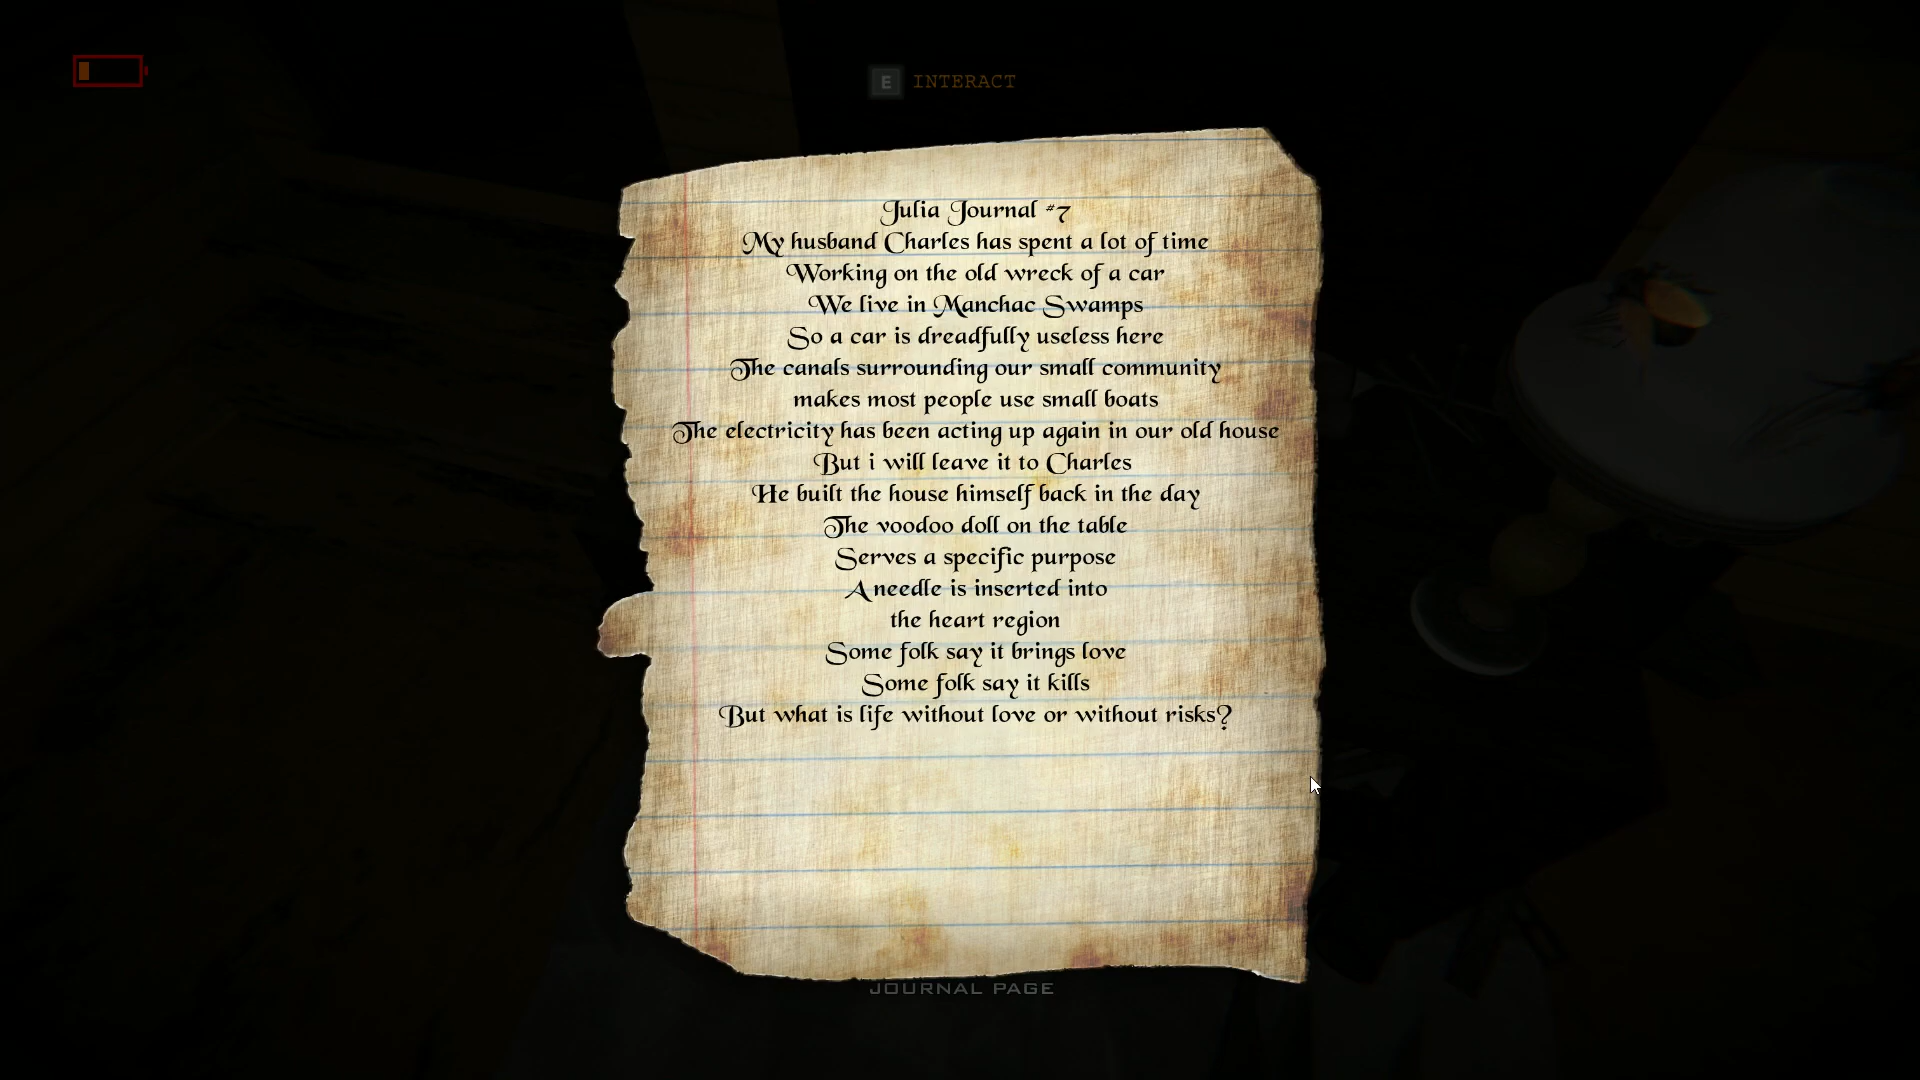 E INTERACT
Julia Journal #7
My husband Charles has spent a lot of time
Working on the old wreck of a car
We live in Manchac Swamps
So a car is dreadfully useless here
The canals surrounding our small community
makes most people use small boats
The electricity has been acting up again in our old house
But i will leave it to Charles
He built the house himself back in the day
The voodoo doll on the table
Serves a specific purpose
A needle is inserted into
the heart region
Some folk say it brings love
Some folk say it kills
But what is life without love or without risks?
JOURNAL PAGE